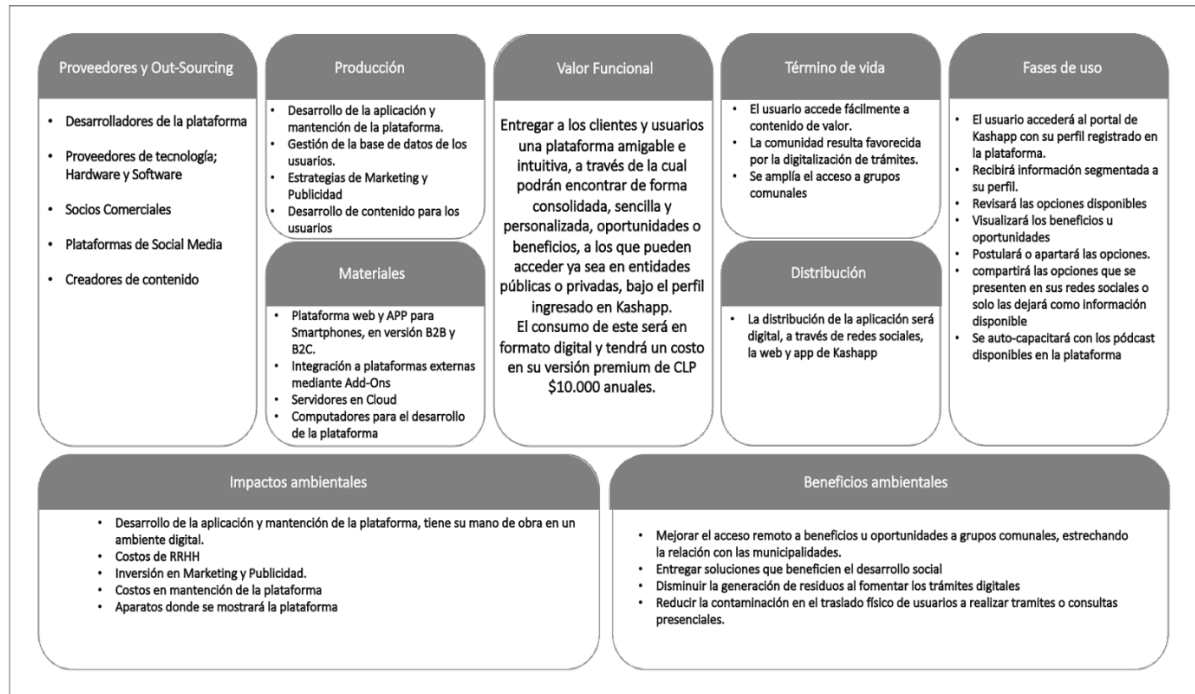 Proveedores y Out-Sourcing
• Desarrolladores de la plataforma
• Proveedores de tecnología;
Hardware y Software
• Socios Comerciales
• Plataformas de Social Media
• Creadores de contenido
Producción
• Desarrollo de la aplicación y
mantención de la plataforma.
• Gestión de la base de datos de los
usuarios.
• Estrategias de Marketing y
Publicidad
• Desarrollo de contenido para los
usuarios
Materiales
• Plataforma web y APP para
Smartphones, en versión B2B y
B2C.
• Integración a plataformas externas
mediante Add-Ons
• Servidores en Cloud
• Computadores para el desarrollo
de la plataforma
Valor Funcional
Entregar a los clientes y usuarios
una plataforma amigable e
intuitiva, a través de la cual
podrán encontrar de forma
consolidada, sencilla y
personalizada, oportunidades o
beneficios, a los que pueden
acceder ya sea en entidades
públicas o privadas, bajo el perfil
ingresado en Kashapp.
El consumo de este será en
formato digital y tendrá un costo
en su versión premium de CLP
$10.000 anuales.
Término de vida
• El usuario accede fácilmente a
contenido de valor.
• La comunidad resulta favorecida
por la digitalización de trámites.
• Se amplía el acceso a grupos
comunales
Distribución
• La distribución de la aplicación será
digital, a través de redes sociales,
la web y app de Kashapp
Fases de uso
• El usuario accederá al portal de
Kashapp con su perfil registrado en
la plataforma.
• Recibirá información segmentada a
su perfil.
• Revisará las opciones disponibles
• Visualizará los beneficios u
oportunidades
• Postulará o apartará las opciones.
• compartirá las opciones que se
presenten en sus redes sociales o
solo las dejará como información
disponible
• Se auto-capacitará con los pódcast
disponibles en la plataforma
Impactos ambientales
• Desarrollo de la aplicación y mantención de la plataforma, tiene su mano de obra en un
ambiente digital.
• Costos de RRHH
• Inversión en Marketing y Publicidad.
• Costos en mantención de la plataforma
• Aparatos donde se mostrará la plataforma
Beneficios ambientales
• Mejorar el acceso remoto a beneficios u oportunidades a grupos comunales, estrechando
la relación con las municipalidades.
• Entregar soluciones que beneficien el desarrollo social
• Disminuir la generación de residuos al fomentar los trámites digitales
• Reducir la contaminación en el traslado físico de usuarios a realizar tramites o consultas
presenciales.